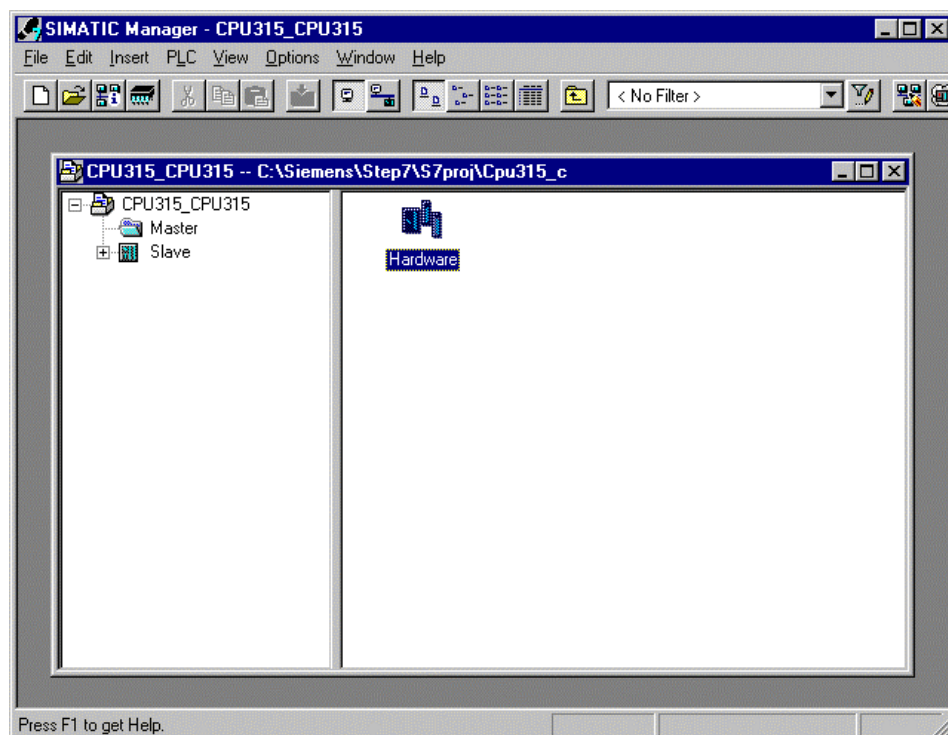 SIMATIC Manager - CPU315_CPU315
File Edit Insert PLC View Options Window Help
< No Filter >
CPU315_CPU315 -- C:\Siemens\Step7\S7proj\Cpu315_c
CPU315_CPU315
Master
Slave
Hardware
Press F1 to get Help.